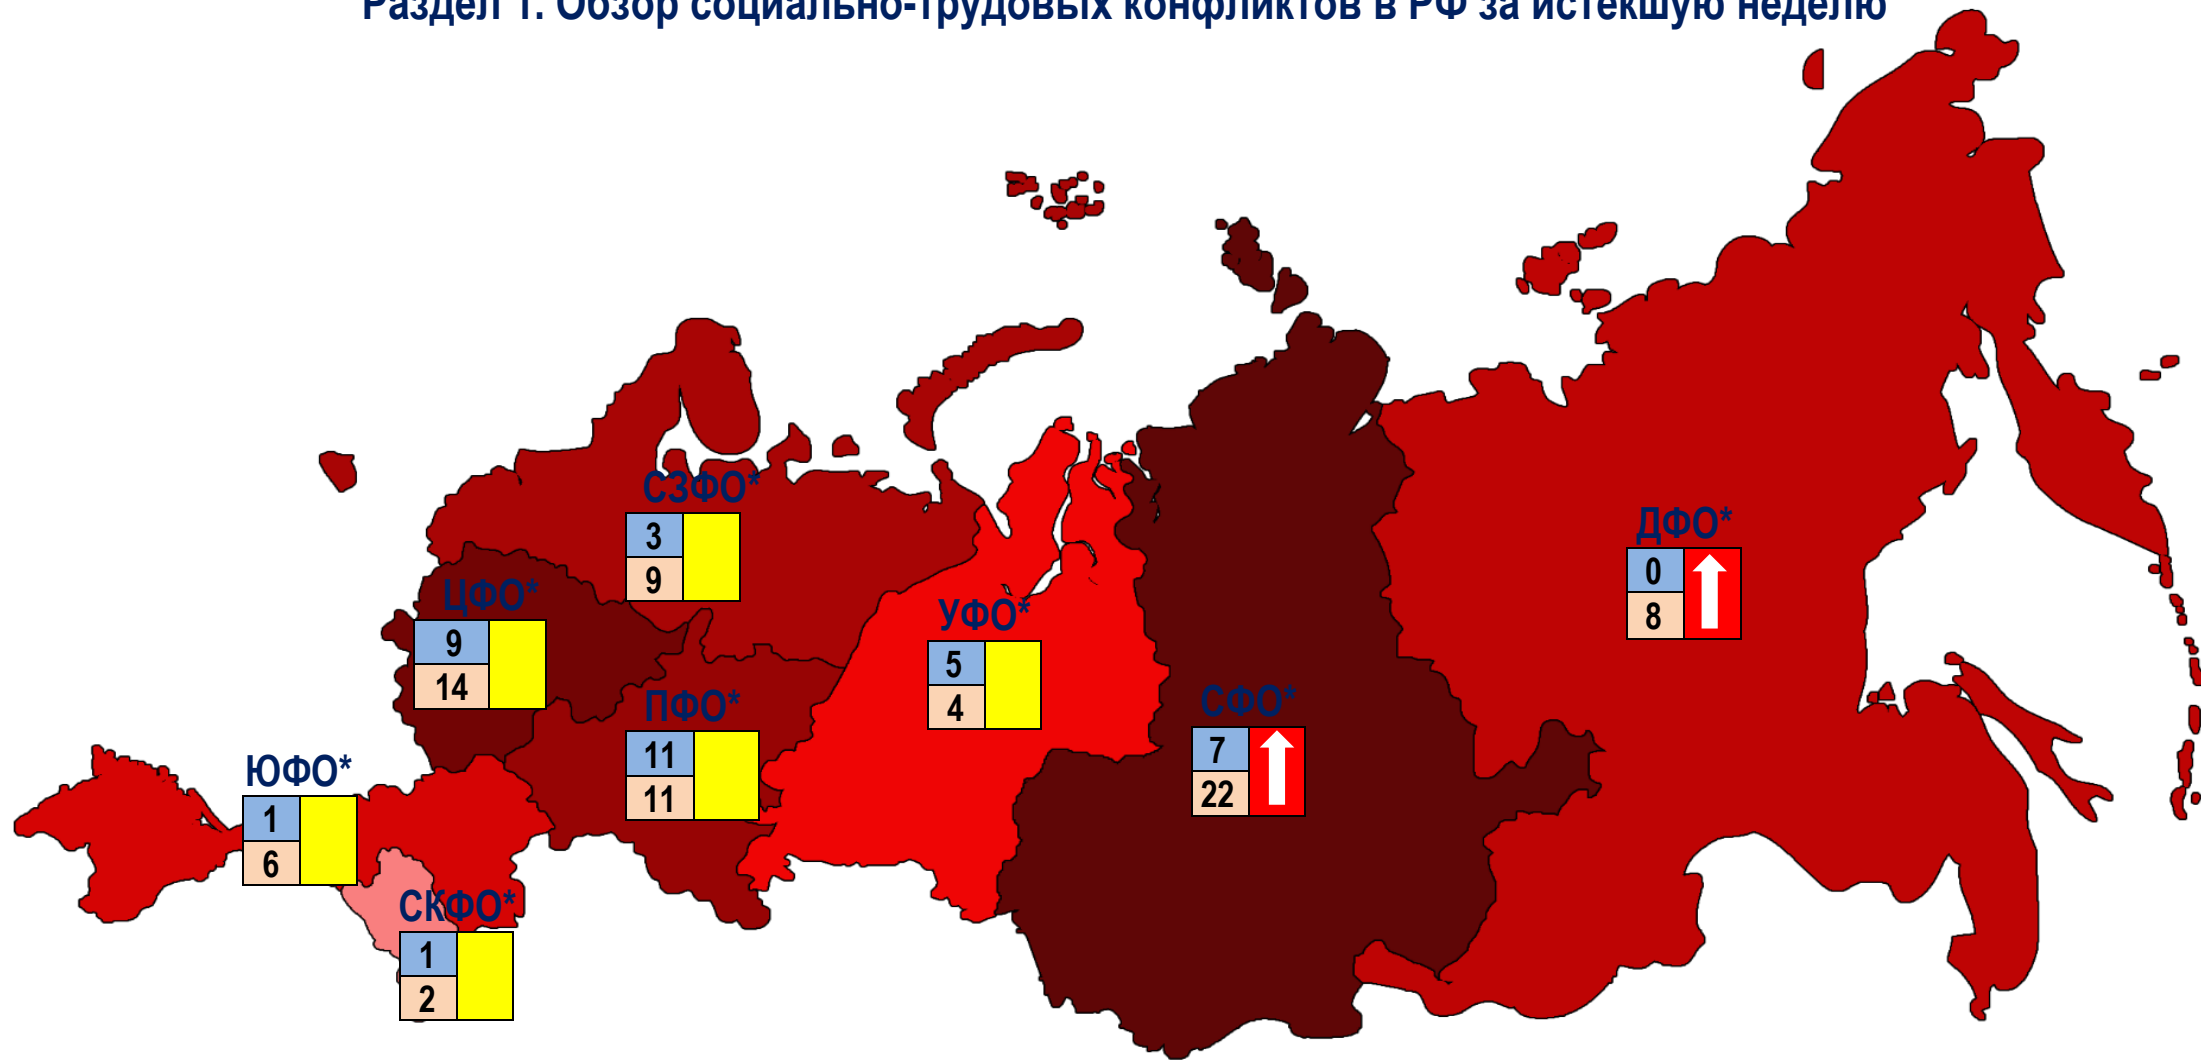 Раздел 1. Обзор социально-трудовых конфликтов в РФ за истекшую неделю
СЗФО*
3
9
ДФО*
0
8
ЦФО*
9
14
УФО*
5
4
ПФО*
11
11
СФО*
7
22
ЮФО*
1
6
СКФО*
1
2